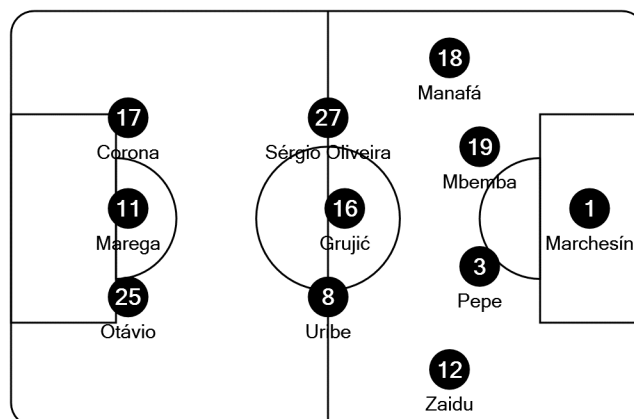 18
Manafá
17
Corona
27
Sérgio Oliveira
19
Mbemba
11
Marega
16
Grujić
1
Marchesín
25
Otávio
8
Uribe
3
Pepe
12
Zaidu